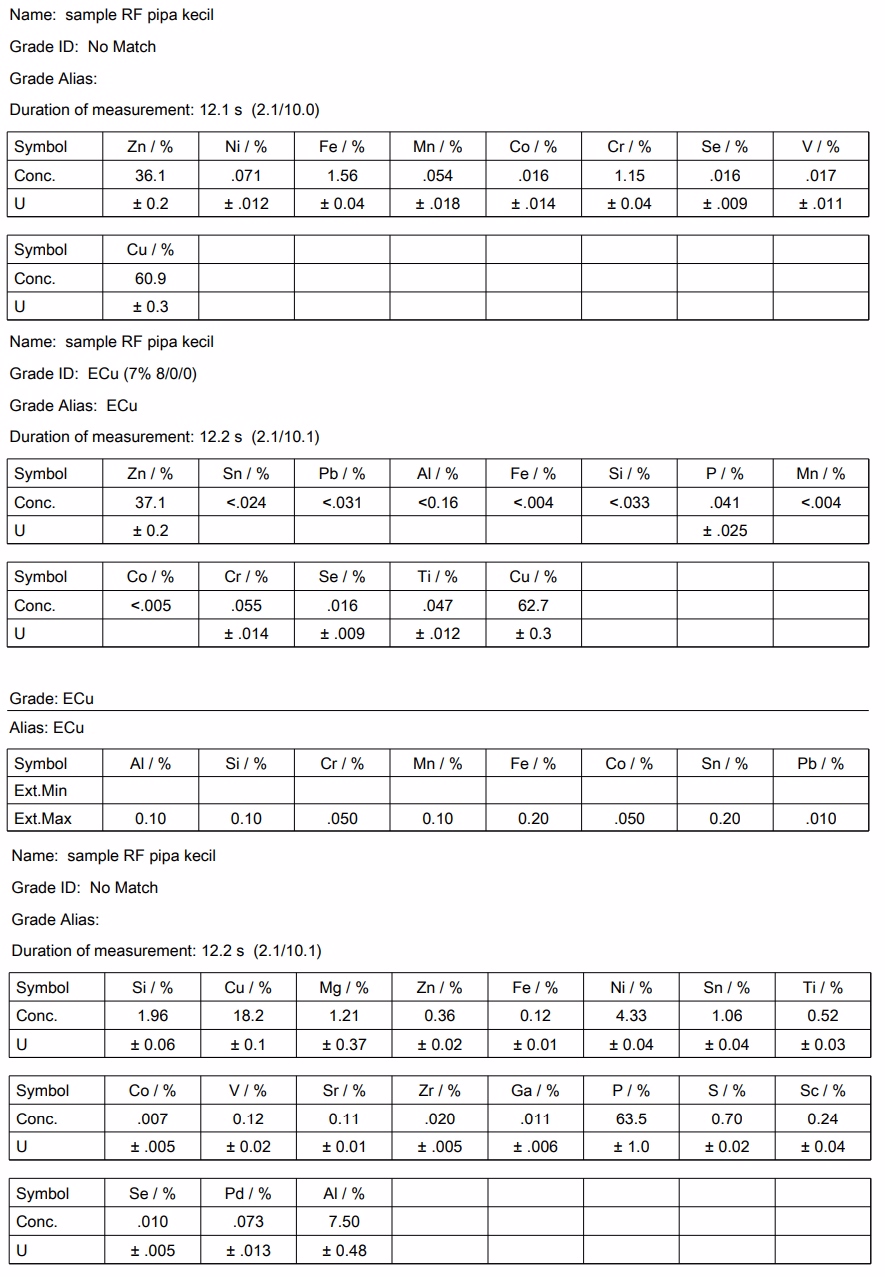 Name: sample RF pipa kecil
Grade ID: No Match
Grade Alias:
Duration of measurement: 12.1 s (2.1/10.0)
Symbol Zn / % Ni / % Fe / % Mn / % Co / % Cr / % Se / % V / %
Conc. 36.1 .071 1.56 .054 .016 1.15 .016 .017
U ± 0.2 ± .012 ± 0.04 ± .018 ± .014 ± 0.04 ± .009 ± .011
Symbol Cu / %
Conc. 60.9
U ± 0.3
Name: sample RF pipa kecil
Grade ID: ECu (7% 8/0/0)
Grade Alias: ECu
Duration of measurement: 12.2 s (2.1/10.1)
Symbol Zn / % Sn / % Pb / % Al / % Fe / % Si / % P / % Mn / %
Conc. 37.1 <.024 <.031 <0.16 <.004 <.033 .041 <.004
U ± 0.2 ± .025
Symbol Co / % Cr / % Se / % Ti / % Cu / %
Conc. <.005 .055 .016 .047 62.7
U ± .014 ± .009 ± .012 ± 0.3
Grade: ECu
Alias: ECu
Symbol Al / % Si / % Cr / % Mn / % Fe / % Co / % Sn / % Pb / %
Ext.Min
Ext.Max 0.10 0.10 .050 0.10 0.20 .050 0.20 .010
Name: sample RF pipa kecil
Grade ID: No Match
Grade Alias:
Duration of measurement: 12.2 s (2.1/10.1)
Symbol Si / % Cu / % Mg / % Zn / % Fe / % Ni / % Sn / % Ti / %
Conc. 1.96 18.2 1.21 0.36 0.12 4.33 1.06 0.52
U ± 0.06 ± 0.1 ± 0.37 ± 0.02 ± 0.01 ± 0.04 ± 0.04 ± 0.03
Symbol Co / % V / % Sr / % Zr / % Ga / % P / % S / % Sc / %
Conc. .007 0.12 0.11 .020 .011 63.5 0.70 0.24
U ± .005 ± 0.02 ± 0.01 ± .005 ± .006 ± 1.0 ± 0.02 ± 0.04
Symbol Se / % Pd / % Al / %
Conc. .010 .073 7.50
U ± .005 ± .013 ± 0.48